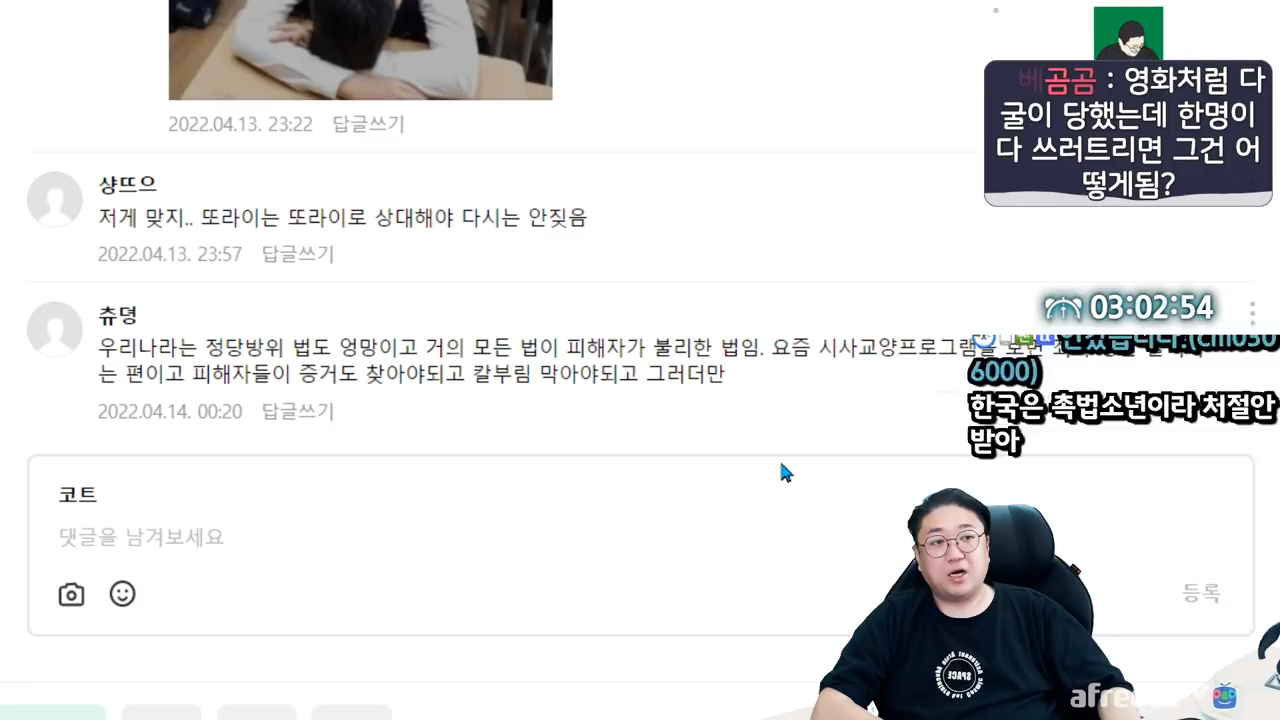 2022.04.13. 23:22 답글쓰기
샹뜨으
저게 맞지.. 또라이는 또라이로 상대해야 다시는 안짖음
2022.04.13. 23:57 답글쓰기
츄뎡
우리나라는 정당방위 법도 엉망이고 거의 모든 법이 피해자가 불리한 법임. 요즘 시사교양프로그램을
는 편이고 피해자들이 증거도 찾아야되고 칼부림 막아야되고 그러더만
2022.04.14. 00:20 답글쓰기
코트
댓글을 남겨보세요
등록
베곰곰 : 영화처럼 다
굴이 당했는데 한명이
다 쓰러트리면 그건 어
떻게됨?
03:02:54
6000)
한국은 촉법소년이라 처절안
받아
SPACE